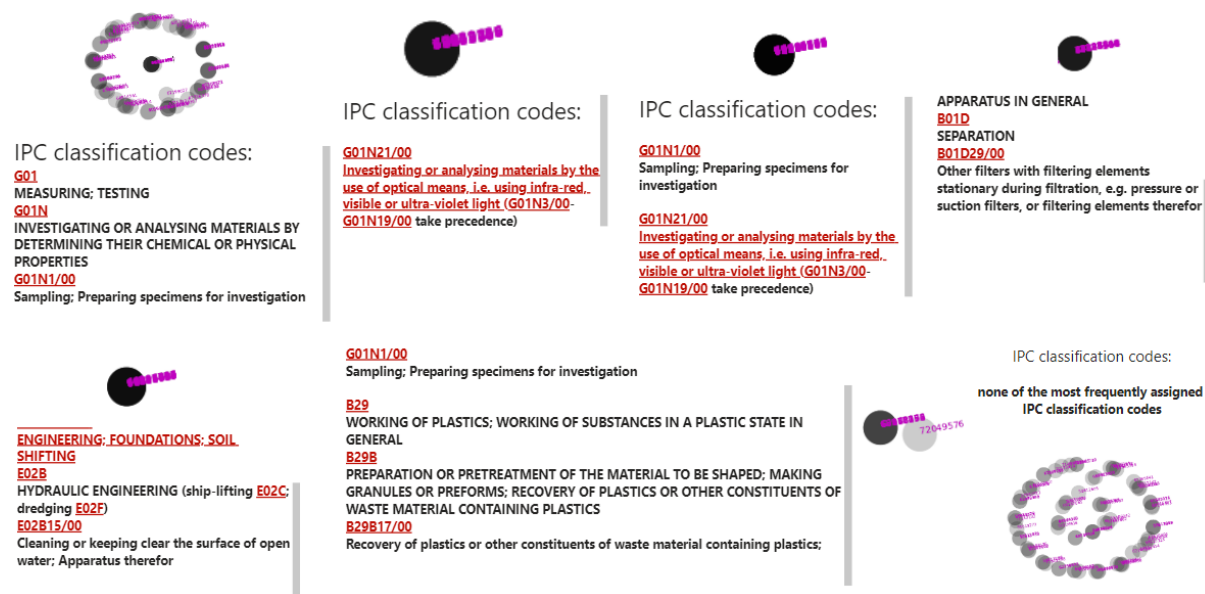 IPC classification codes:
G01
MEASURING; TESTING
G01N
INVESTIGATING OR ANALYSING MATERIALS BY
DETERMINING THEIR CHEMICAL OR PHYSICAL
PROPERTIES
G01N1/00
Sampling; Preparing specimens for investigation
IPC classification codes:
G01N21/00
Investigating or analysing materials by the
use of optical means, i.e. using infra-red,
visible or ultra-violet light (G01N3/00-
G01N19/00 take precedence)
IPC classification codes:
G01N1/00
Sampling; Preparing specimens for
investigation
G01N21/00
Investigating or analysing materials by the
use of optical means, i.e. using infra-red,
visible or ultra-violet light (G01N3/00-
G01N19/00 take precedence)
APPARATUS IN GENERAL
B01D
SEPARATION
B01D29/00
Other filters with filtering elements
stationary during filtration, e.g. pressure or
suction filters, or filtering elements therefor
ENGINEERING; FOUNDATIONS; SOIL
SHIFTING
E02B
HYDRAULIC ENGINEERING (ship-lifting E02C;
dredging E02F)
E02B15/00
Cleaning or keeping clear the surface of open
water; Apparatus therefor
G01N1/00
Sampling; Preparing specimens for investigation
B29
WORKING OF PLASTICS; WORKING OF SUBSTANCES IN A PLASTIC STATE IN
GENERAL
B29B
PREPARATION OR PRETREATMENT OF THE MATERIAL TO BE SHAPED; MAKING
GRANULES OR PREFORMS; RECOVERY OF PLASTICS OR OTHER CONSTITUENTS OF
WASTE MATERIAL CONTAINING PLASTICS
B29B17/00
Recovery of plastics or other constituents of waste material containing plastics;
72049576
IPC classification codes:
none of the most frequently assigned
IPC classification codes